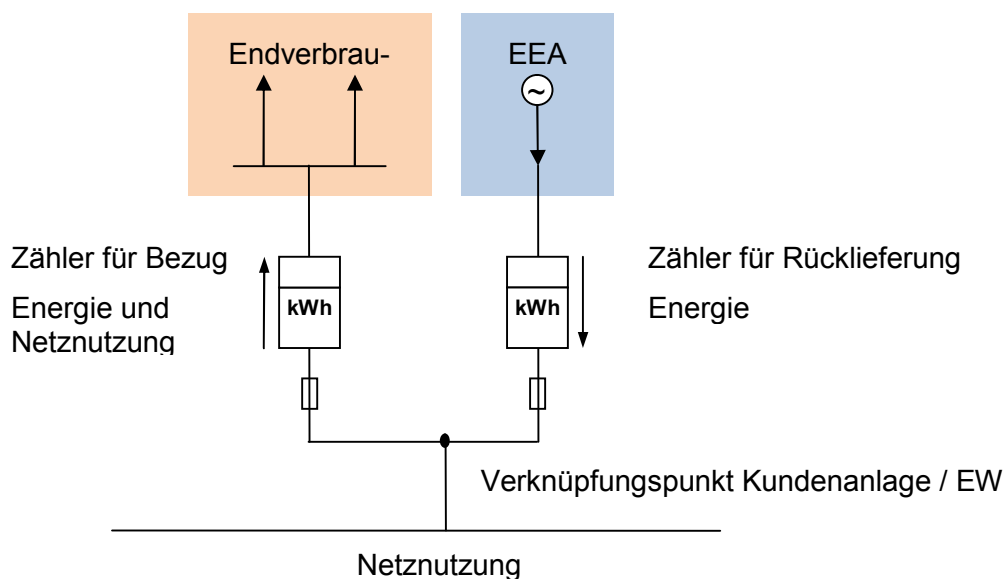 Endverbrau-
EEA
~
Zähler für Bezug
Energie und
Netznutzung
kWh
kWh
Zähler für Rücklieferung
Energie
Verknüpfungspunkt Kundenanlage / EW
Netznutzung